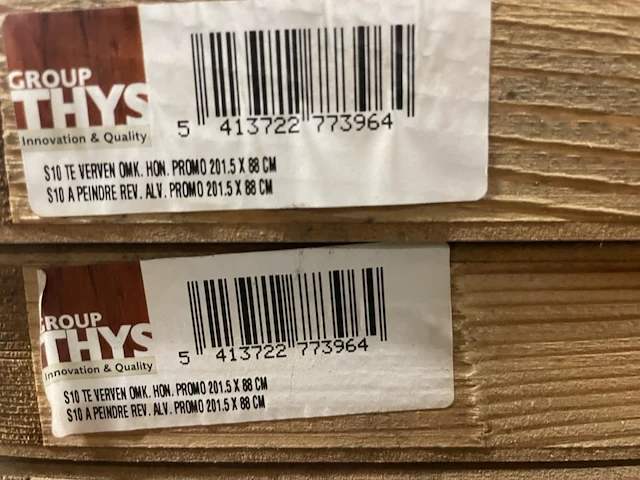 GROUP
THYS
Innovation & Quality
5 413722 773964
S10 TE VERVEN OMK. HON. PROMO 201.5 X 88 CM
S10 A PEINDRE REV. ALV. PROMO 201.5 X 88 CM
GROUP
THYS
Innovation & Quality
5 413722 773964
S10 TE VERVEN OMK. HON. PROMO 201.5 X 88 CM
S10 A PEINDRE REV. ALV. PROMO 201.5 X 88 CM